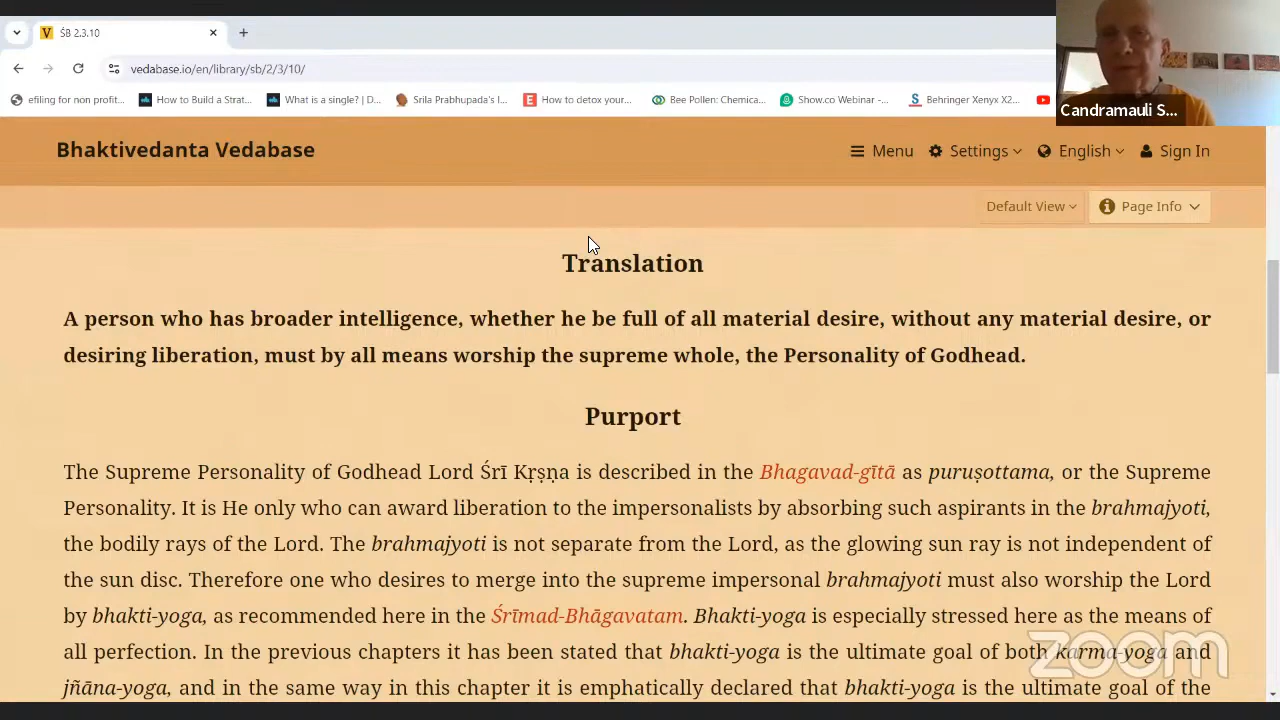 ŚB 2.3.10
vedabase.io/en/library/sb/2/3/10/
efiling for non profit...
How to Build a Strat...
What is a single? | D...
Srila Prabhupada's l...
How to detox your...
Bee Pollen: Chemica...
Show.co Webinar -...
Behringer Xenyx X2...
Candramauli S...
Bhaktivedanta Vedabase
Menu
Settings
English
Sign In
Default View
Page Info
Translation
A person who has broader intelligence, whether he be full of all material desire, without any material desire, or
desiring liberation, must by all means worship the supreme whole, the Personality of Godhead.
Purport
The Supreme Personality of Godhead Lord Śrī Kṛṣṇa is described in the Bhagavad-gītā as puruṣottama, or the Supreme
Personality. It is He only who can award liberation to the impersonalists by absorbing such aspirants in the brahmajyoti,
the bodily rays of the Lord. The brahmajyoti is not separate from the Lord, as the glowing sun ray is not independent of
the sun disc. Therefore one who desires to merge into the supreme impersonal brahmajyoti must also worship the Lord
by bhakti-yoga, as recommended here in the Śrīmad-Bhāgavatam. Bhakti-yoga is especially stressed here as the means of
all perfection. In the previous chapters it has been stated that bhakti-yoga is the ultimate goal of both karma-yoga and
jñāna-yoga, and in the same way in this chapter it is emphatically declared that bhakti-yoga is the ultimate goal of the
zoom